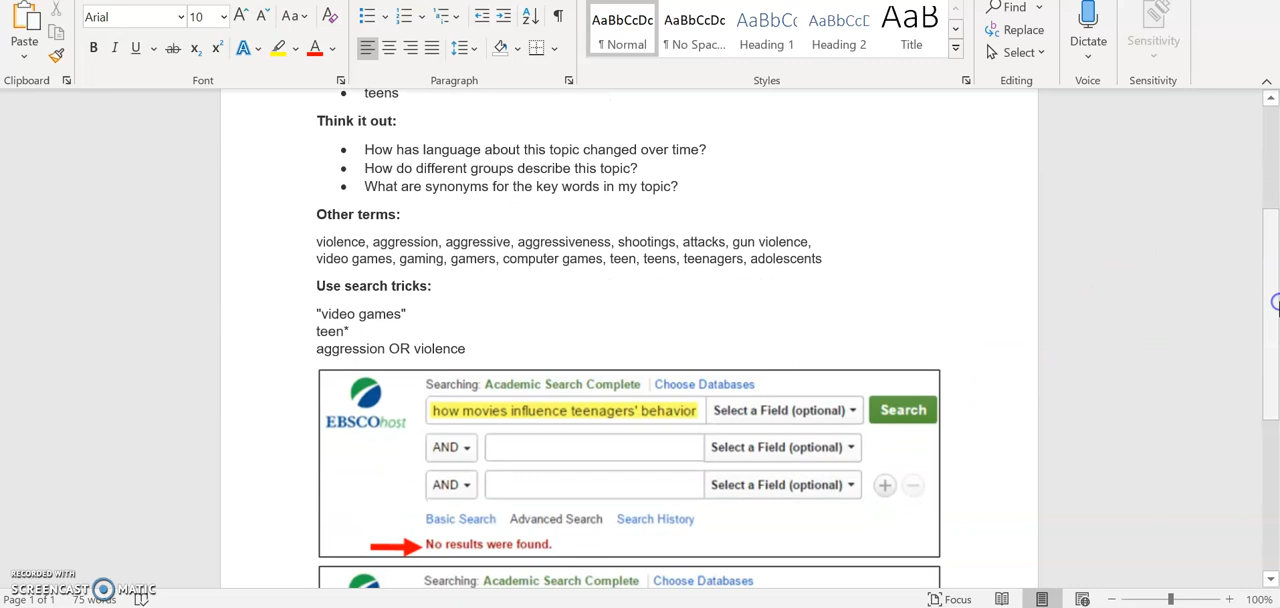 Arial 10 Aa
AaBbCcDc AaBbCcDc AaBbCc AaBbCcD AaB
Find
Paste
B I U ab x2 x2 A A
¶ Normal ¶ No Spac... Heading 1 Heading 2 Title
Replace
Select
Dictate Sensitivity
Clipboard Font Paragraph Styles Editing Voice Sensitivity
• teens
Think it out:
• How has language about this topic changed over time?
• How do different groups describe this topic?
• What are synonyms for the key words in my topic?
Other terms:
violence, aggression, aggressive, aggressiveness, shootings, attacks, gun violence,
video games, gaming, gamers, computer games, teen, teens, teenagers, adolescents
Use search tricks:
"video games"
teen*
aggression OR violence
Searching: Academic Search Complete Choose Databases
EBSCOhost
how movies influence teenagers' behavior Select a Field (optional) Search
AND Select a Field (optional)
AND Select a Field (optional)
Basic Search Advanced Search Search History
No results were found.
Searching: Academic Search Complete Choose Databases
RECORDED WITH
SCREENCAST MATIC
Page 1 of 1 75 words Focus 100%